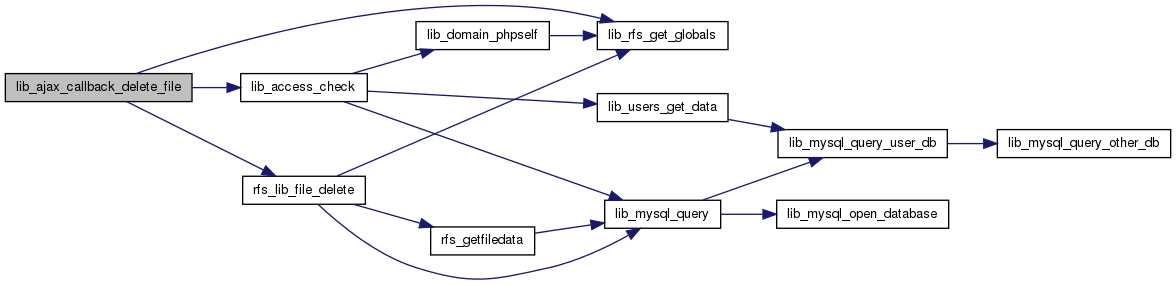 lib_domain_phpself
lib_rfs_get_globals
lib_ajax_callback_delete_file
lib_access_check
lib_users_get_data
lib_mysql_query_user_db
lib_mysql_query_other_db
rfs_lib_file_delete
lib_mysql_query
lib_mysql_open_database
rfs_getfiledata